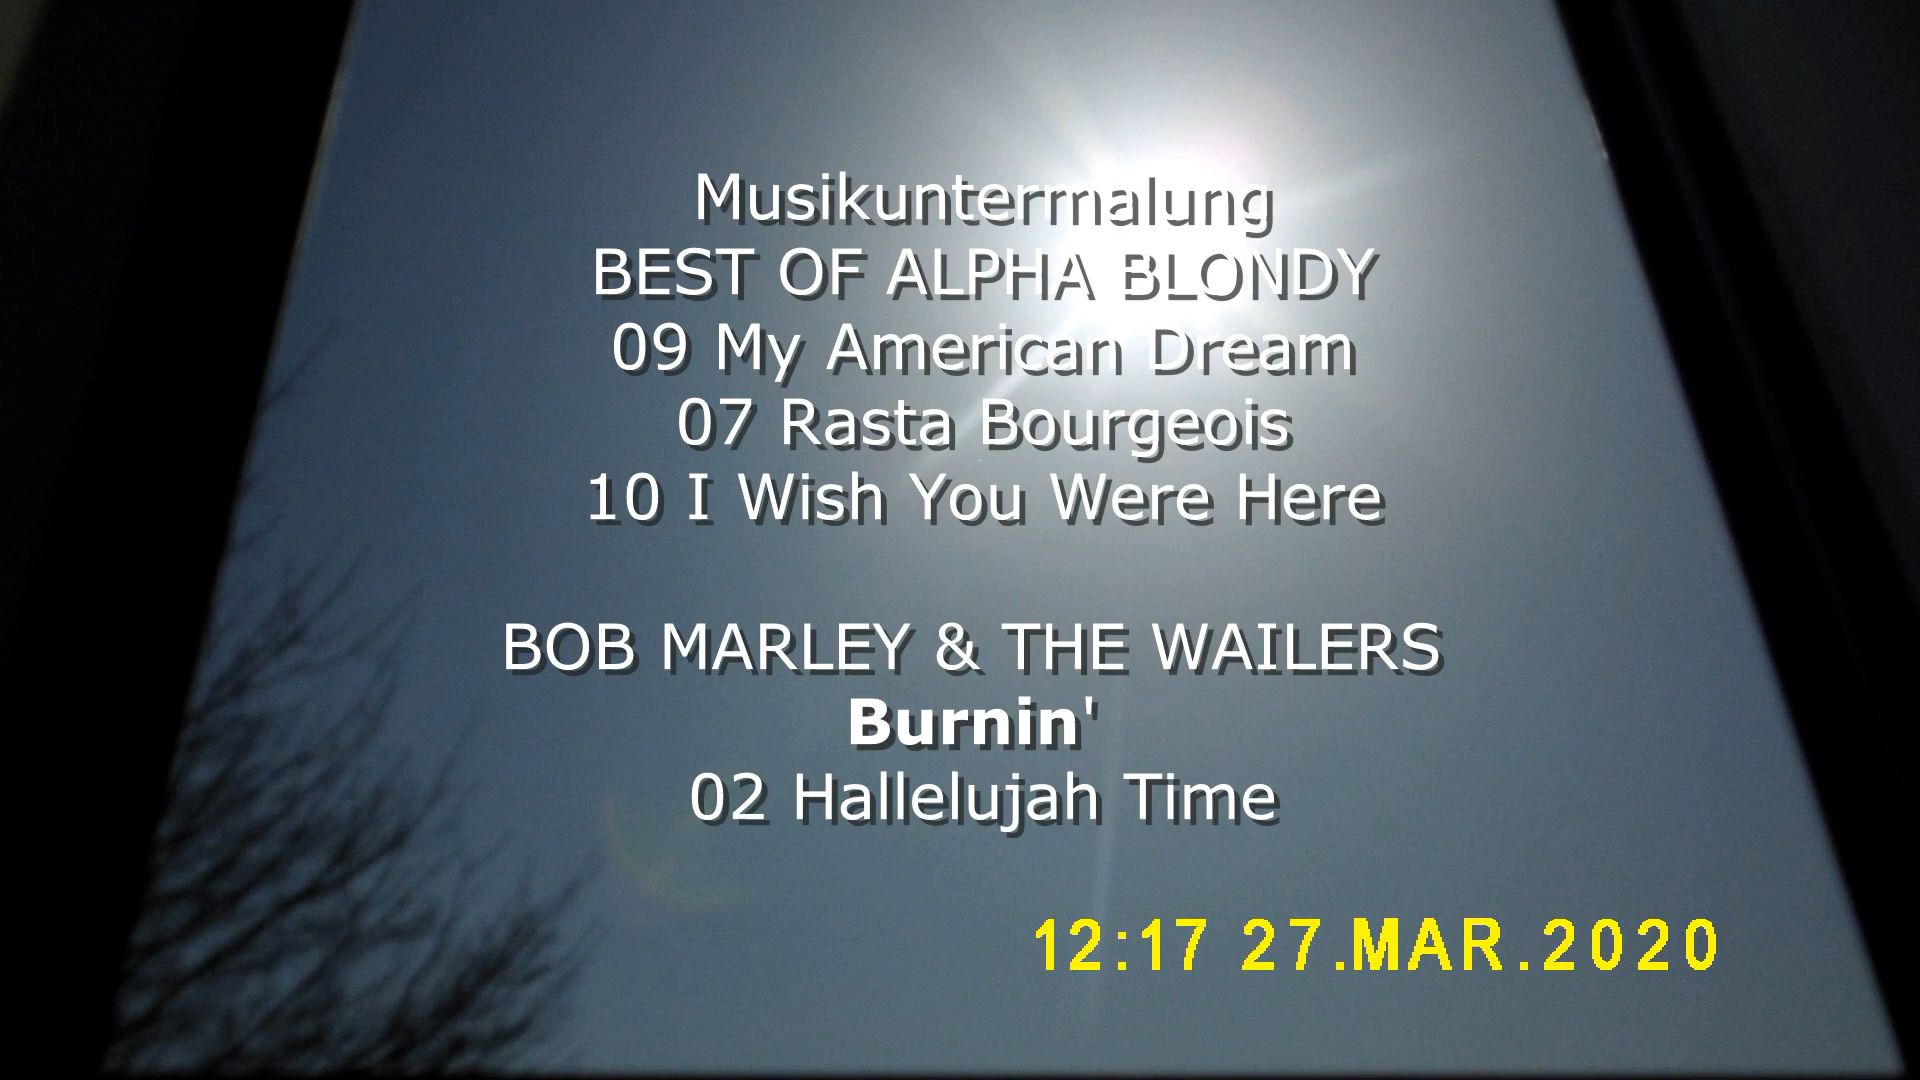 Musikuntermalung
BEST OF ALPHA BLONDY
09 My American Dream
07 Rasta Bourgeois
10 I Wish You Were Here
BOB MARLEY & THE WAILERS
Burnin'
02 Hallelujah Time
12:17 27.MAR.2020